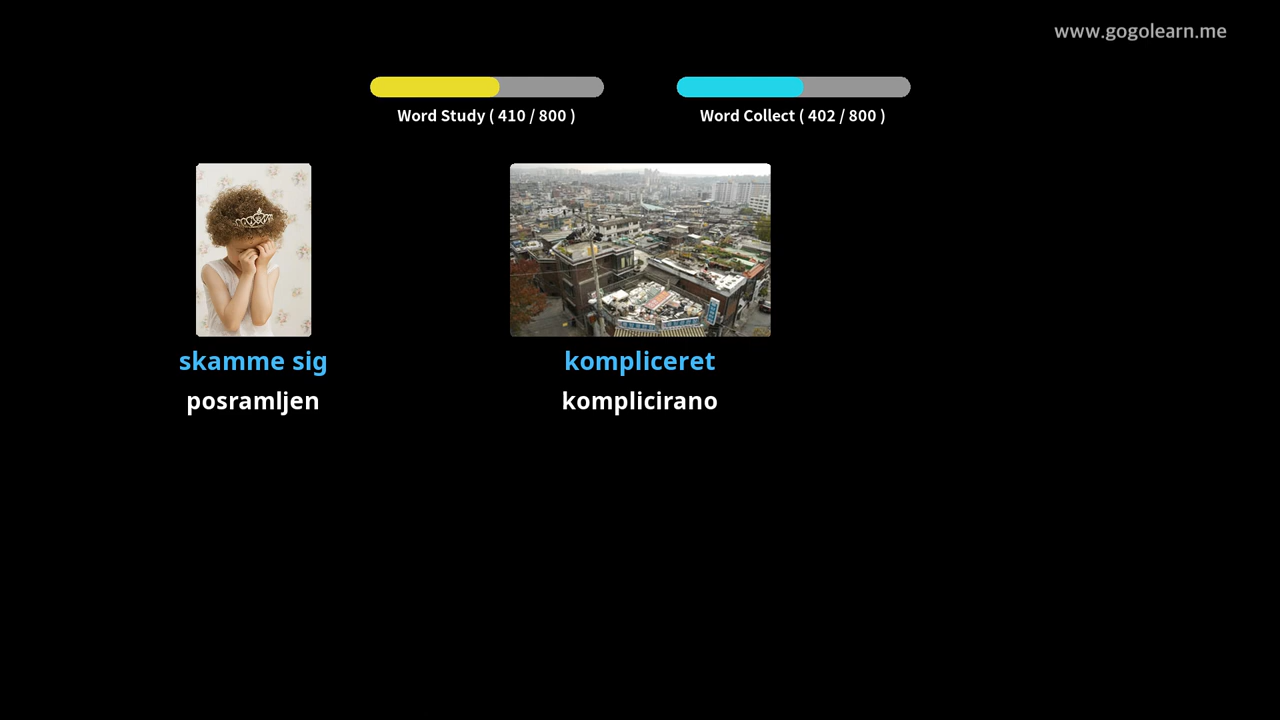 www.gogolearn.me
Word Study ( 410 / 800 )
Word Collect ( 402 / 800 )
skamme sig
kompliceret
posramljen
komplicirano